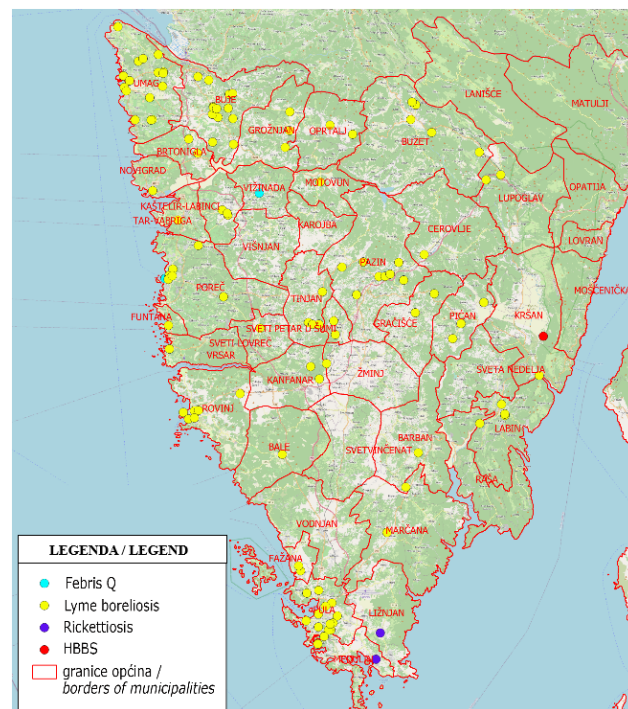 UMAG
BUJE
BRTONIGLA
NOVIGRAD
GROŽNJAN
OPRTALJ
BUZET
LANIŠĆE
MATULJI
LUPOGLAV
OPATIJA
LOVRAN
MOŠĆENIČKA
KAŠTELIR-LABINCI
TAR-VABRIGA
VIŽINADA
MOTOVUN
KAROJBA
VIŠNJAN
CEROVLJE
PAZIN
POREČ
TINJAN
FUNTANA
GRAČIŠĆE
PIĆAN
KRŠAN
SVETI PETAR U ŠUMI
SVETI-LOVREČ
VRSAR
KANFANAR
ŽMINJ
SVETA NEDELJA
ROVINJ
LABIN
BALE
SVETVINČENAT
BARBAN
RAŠA
VODNJAN
MARČANA
FAŽANA
PULA
LIŽNJAN
MEDULIN
LEGENDA / LEGEND
Febris Q
Lyme boreliosis
Rickettiosis
HBBS
granice općina /
borders of municipalities